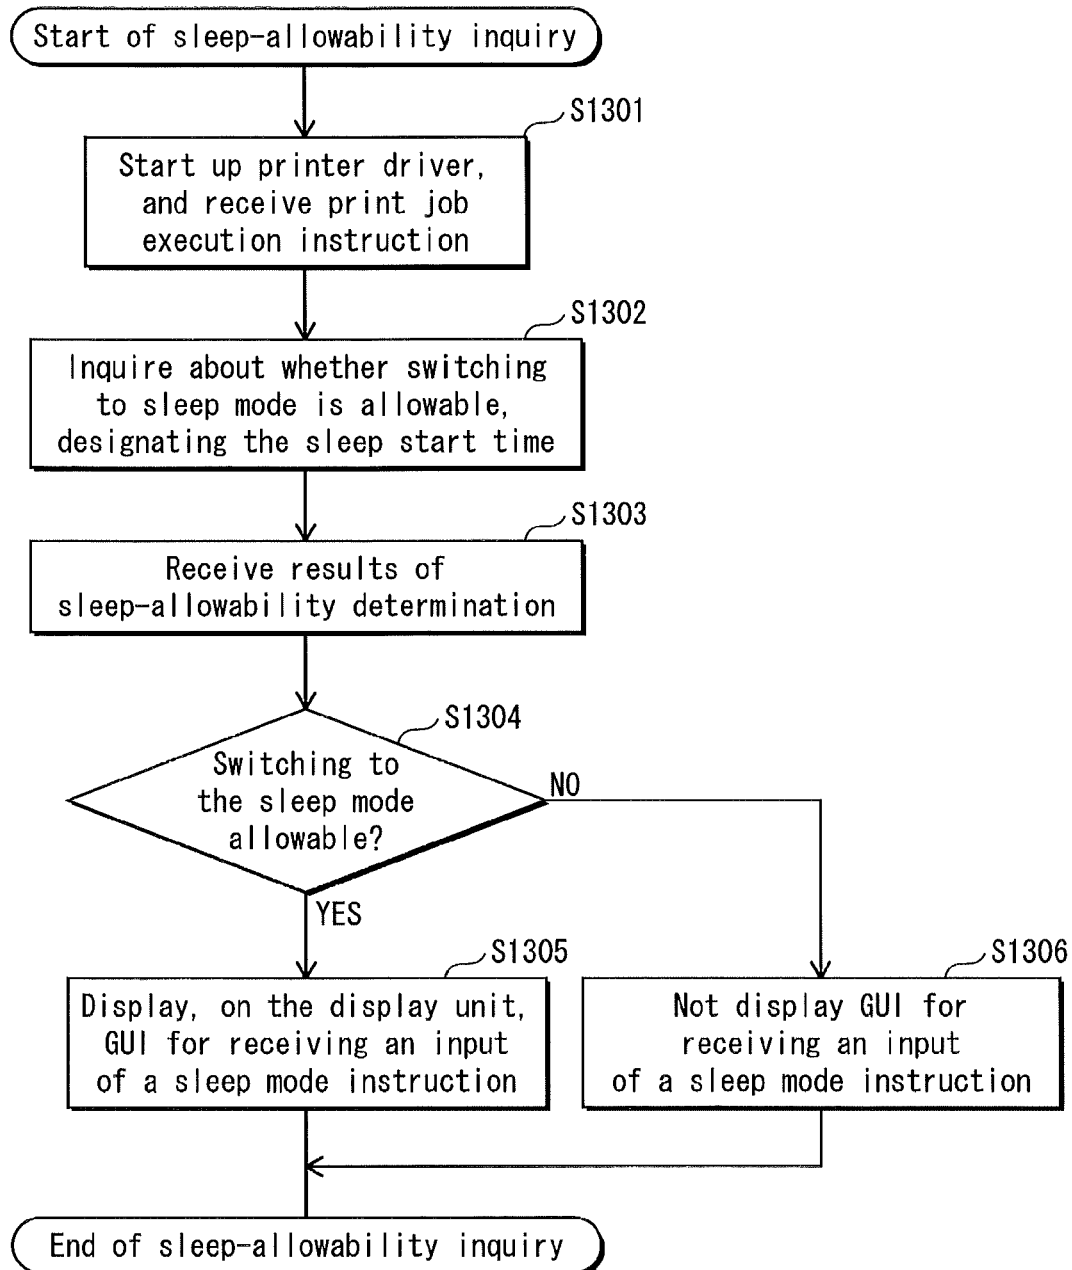 Start of sleep-allowability inquiry
S1301
Start up printer driver,
and receive print job
execution instruction
S1302
Inquire about whether switching
to sleep mode is allowable,
designating the sleep start time
S1303
Receive results of
sleep-allowability determination
S1304
Switching to
the sleep mode
allowable?
NO
YES
S1305
Display, on the display unit,
GUI for receiving an input
of a sleep mode instruction
S1306
Not display GUI for
receiving an input
of a sleep mode instruction
End of sleep-allowability inquiry